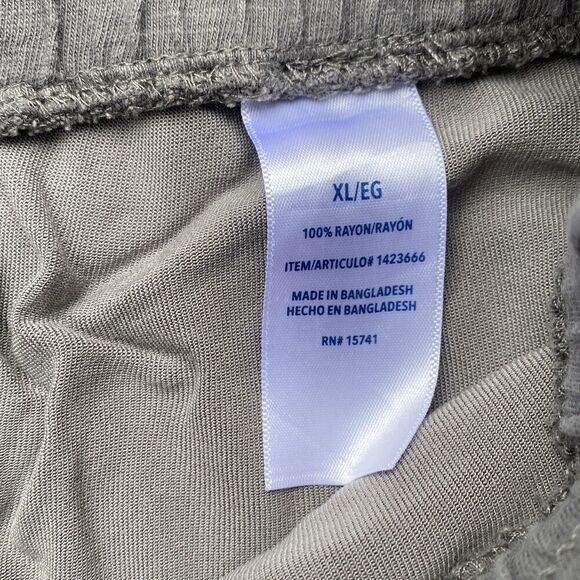 XL/EG
100% RAYON/RAYÓN
ITEM/ARTICULO# 1423666
MADE IN BANGLADESH
HECHO EN BANGLADESH
RN# 15741